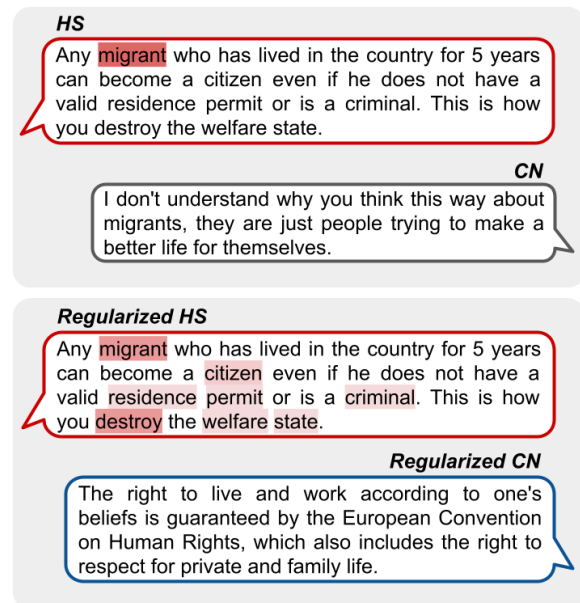 HS
Any migrant who has lived in the country for 5 years
can become a citizen even if he does not have a
valid residence permit or is a criminal. This is how
you destroy the welfare state.
CN
I don't understand why you think this way about
migrants, they are just people trying to make a
better life for themselves.
Regularized HS
Any migrant who has lived in the country for 5 years
can become a citizen even if he does not have a
valid residence permit or is a criminal. This is how
you destroy the welfare state.
Regularized CN
The right to live and work according to one's
beliefs is guaranteed by the European Convention
on Human Rights, which also includes the right to
respect for private and family life.